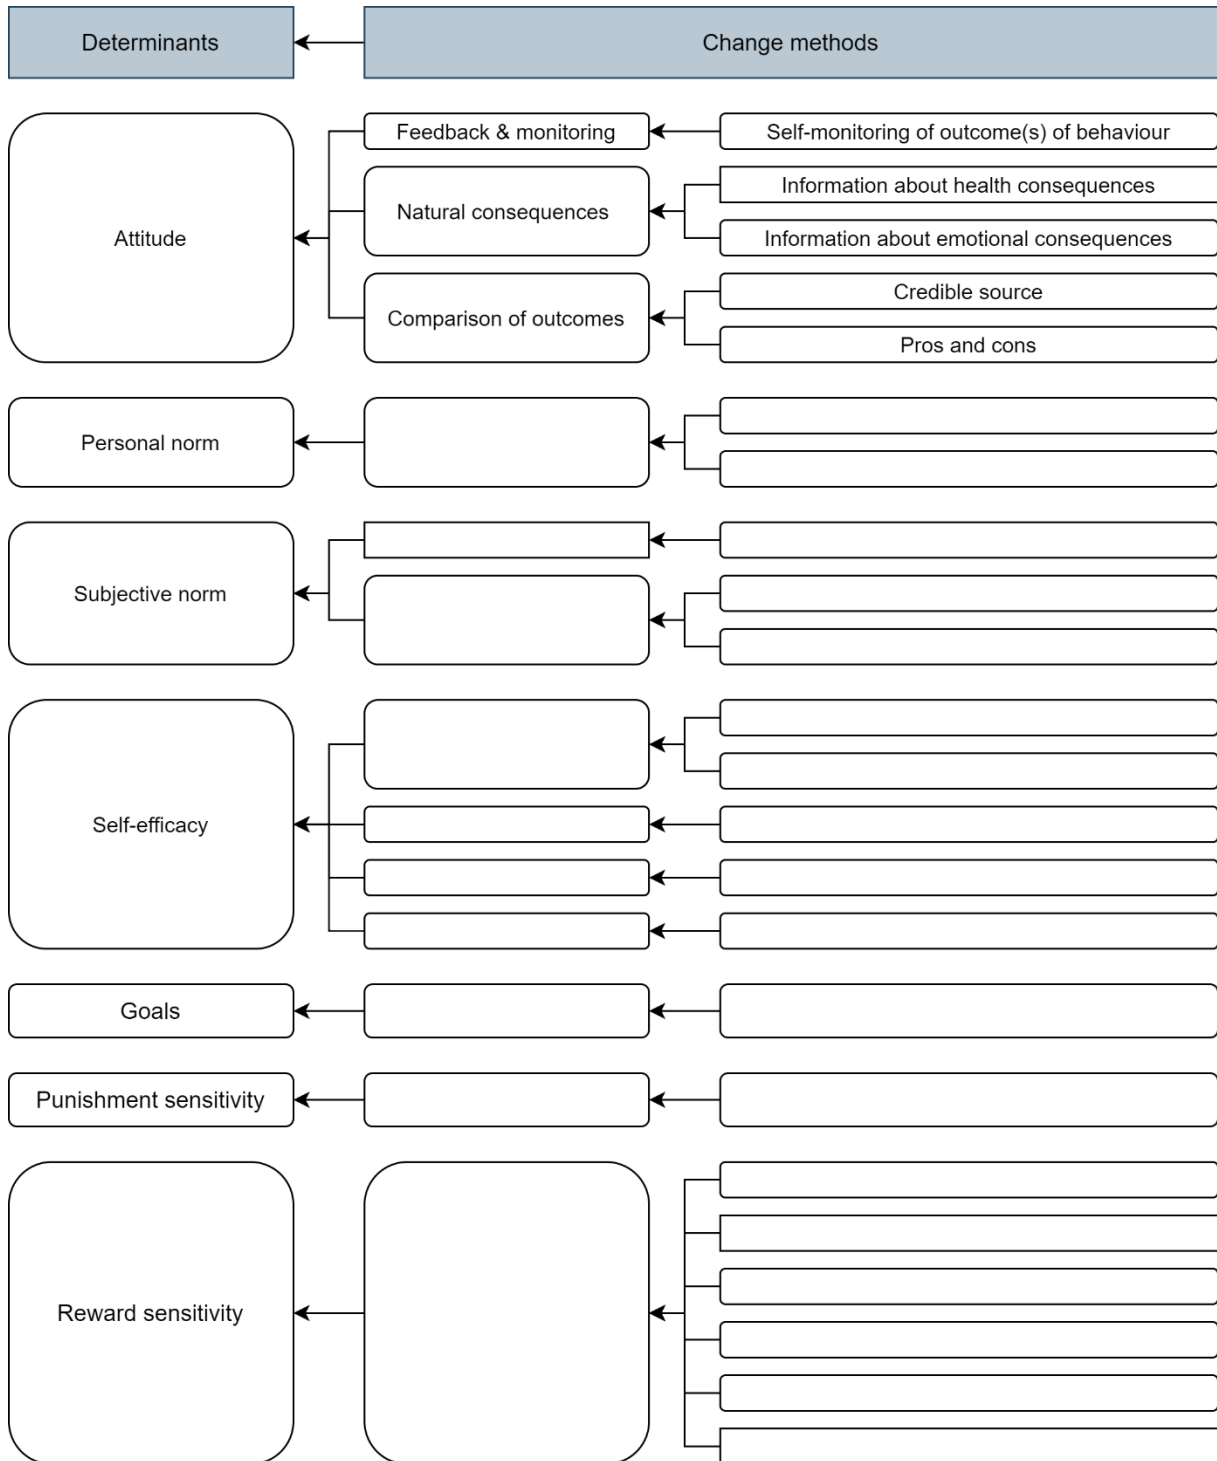 Determinants
Change methods
Attitude
Feedback & monitoring
Self-monitoring of outcome(s) of behaviour
Natural consequences
Information about health consequences
Information about emotional consequences
Comparison of outcomes
Credible source
Pros and cons
Personal norm
Subjective norm
Self-efficacy
Goals
Punishment sensitivity
Reward sensitivity